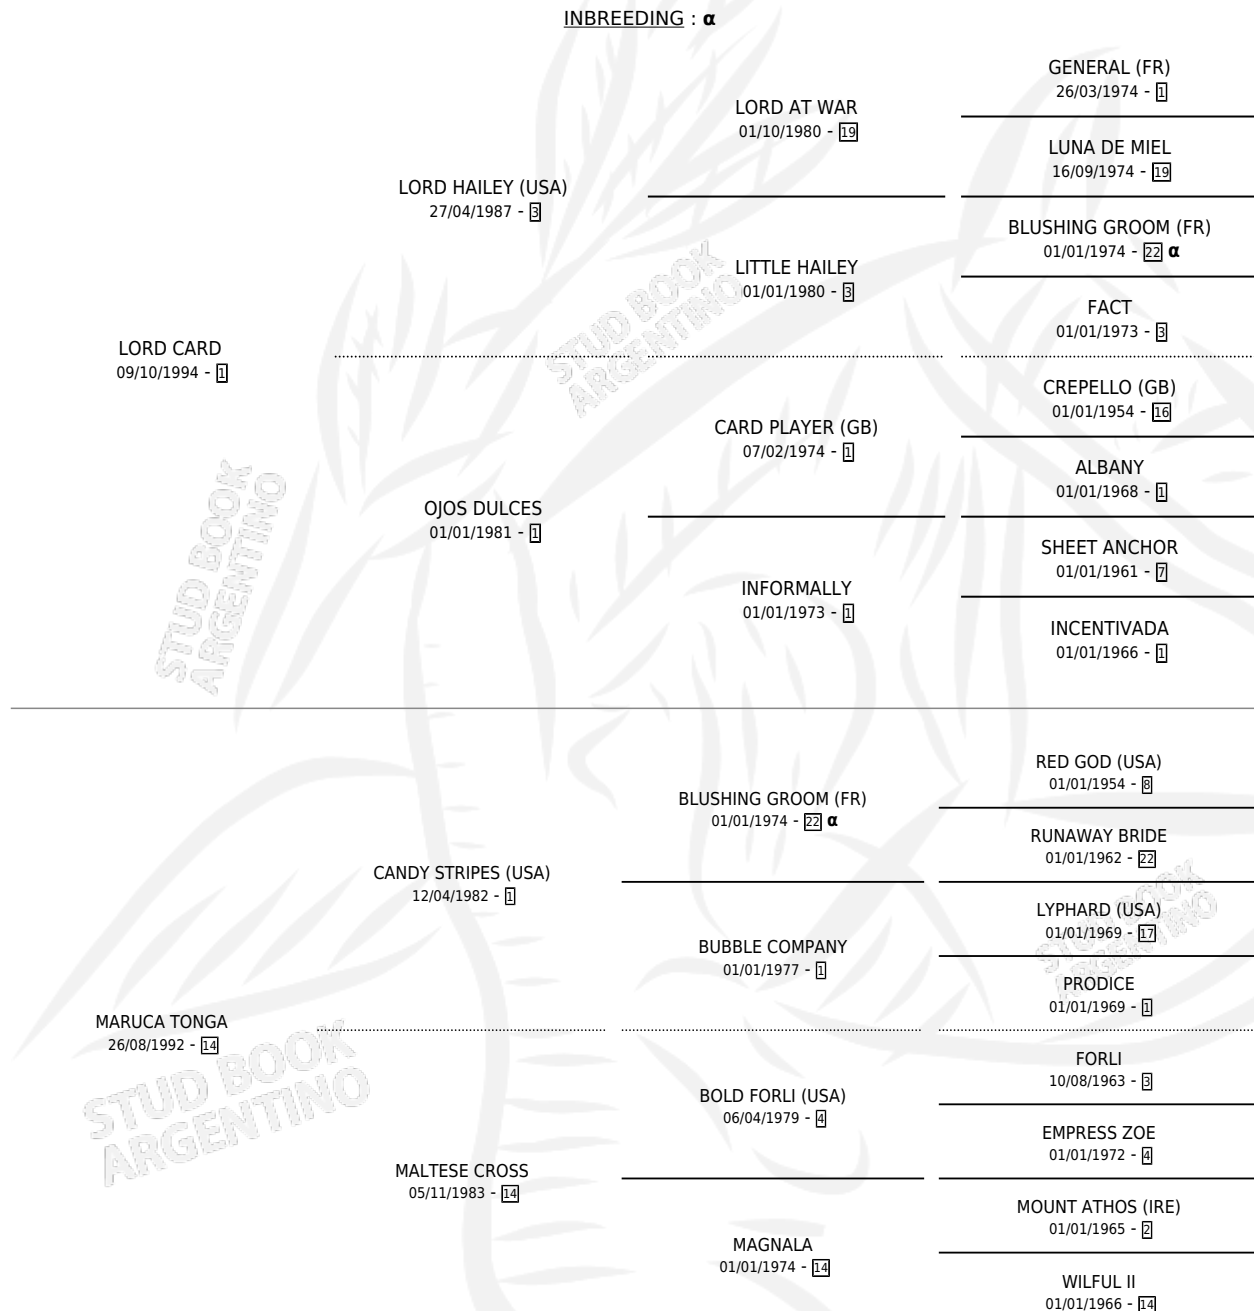 INBREEDING : α
GENERAL (FR)
26/03/1974 - 1
LORD AT WAR
01/10/1980 - 19
LUNA DE MIEL
16/09/1974 - 19
LORD HAILEY (USA)
27/04/1987 - 3
BLUSHING GROOM (FR)
01/01/1974 - 22 α
LITTLE HAILEY
01/01/1980 - 3
FACT
01/01/1973 - 3
LORD CARD
09/10/1994 - 1
CREPELLO (GB)
01/01/1954 - 16
CARD PLAYER (GB)
07/02/1974 - 1
ALBANY
01/01/1968 - 1
OJOS DULCES
01/01/1981 - 1
SHEET ANCHOR
01/01/1961 - 7
INFORMALLY
01/01/1973 - 1
INCENTIVADA
01/01/1966 - 1
RED GOD (USA)
01/01/1954 - 8
BLUSHING GROOM (FR)
01/01/1974 - 22 α
RUNAWAY BRIDE
01/01/1962 - 22
CANDY STRIPES (USA)
12/04/1982 - 1
LYPHARD (USA)
01/01/1969 - 17
BUBBLE COMPANY
01/01/1977 - 1
PRODICE
01/01/1969 - 1
MARUCA TONGA
26/08/1992 - 14
FORLI
10/08/1963 - 3
BOLD FORLI (USA)
06/04/1979 - 4
EMPRESS ZOE
01/01/1972 - 4
MALTESE CROSS
05/11/1983 - 14
MOUNT ATHOS (IRE)
01/01/1965 - 2
MAGNALA
01/01/1974 - 14
WILFUL II
01/01/1966 - 14
STUD BOOK
ARGENTINO
STUD BOOK
ARGENTINO
STUD BOOK
ARGENTINO
STUD BOOK
ARGENTINO